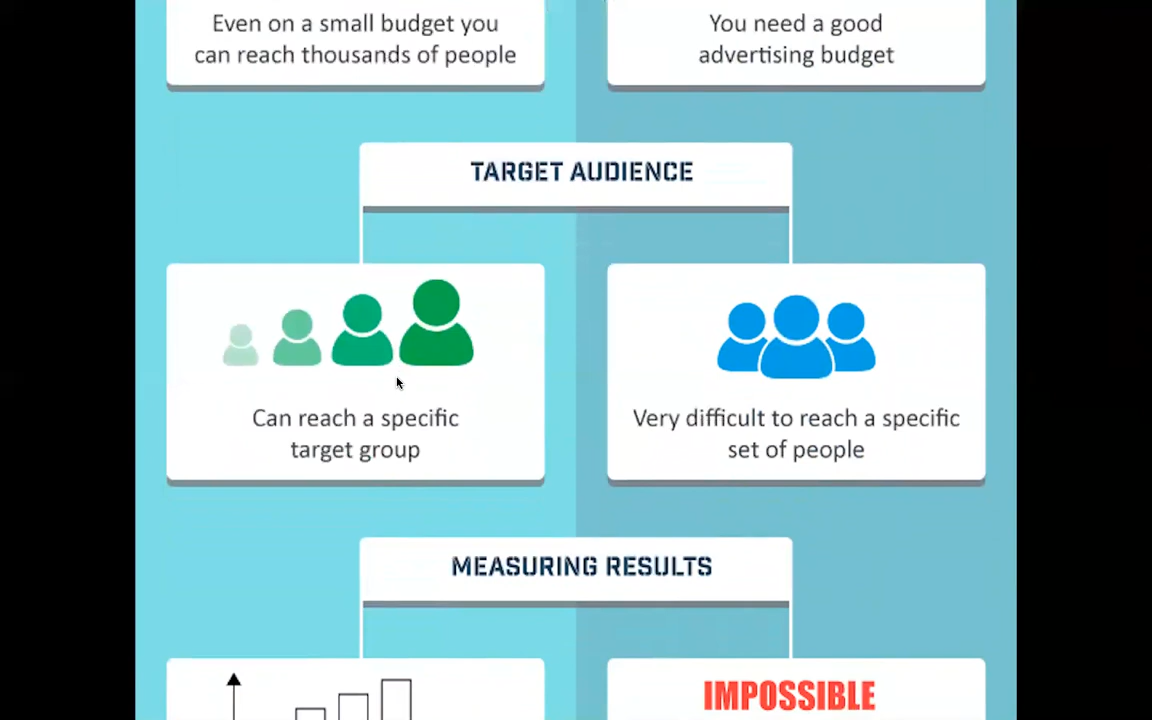 Even on a small budget you
can reach thousands of people
You need a good
advertising budget
TARGET AUDIENCE
Can reach a specific
target group
Very difficult to reach a specific
set of people
MEASURING RESULTS
IMPOSSIBLE